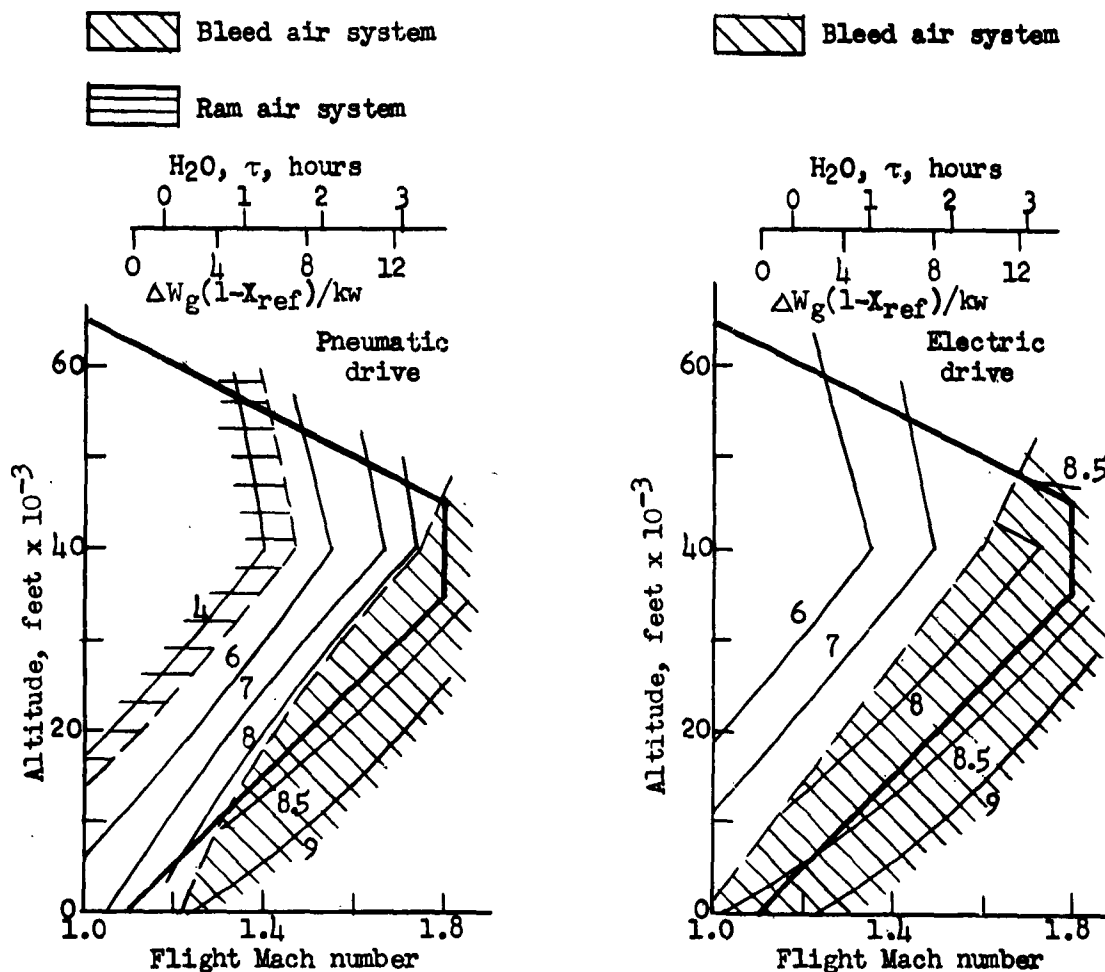 Bleed air system
Ram air system
H2O, τ, hours
0 1 2 3
0 4 8 12
ΔWg(1-Xref)/kw
Pneumatic
drive
60
40
20
0
Altitude, feet x 10-3
4
6
7
8
8.5
9
1.0 1.4 1.8
Flight Mach number
Bleed air system
H2O, τ, hours
0 1 2 3
0 4 8 12
ΔWg(1-Xref)/kw
Electric
drive
60
40
20
0
Altitude, feet x 10-3
8.5
6
7
8
8.5
9
1.0 1.4 1.8
Flight Mach number